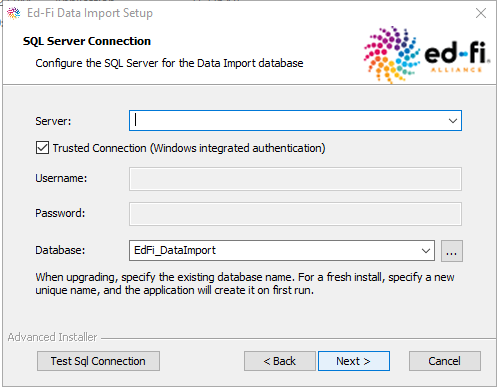 Ed-Fi Data Import Setup
SQL Server Connection
Configure the SQL Server for the Data Import database
ed-fi.
ALLIANCE
Server:
Trusted Connection (Windows integrated authentication)
Username:
Password:
Database: EdFi_DataImport ...
When upgrading, specify the existing database name. For a fresh install, specify a new
unique name, and the application will create it on first run.
Advanced Installer
Test Sql Connection < Back Next > Cancel